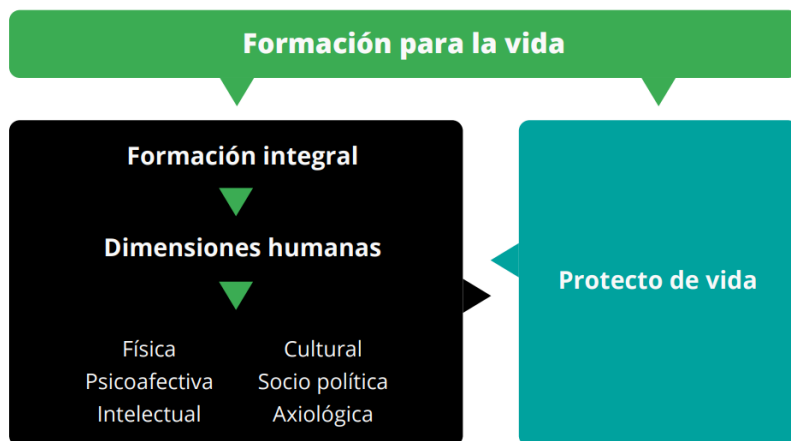 Formación para la vida
Formación integral
Dimensiones humanas
Física
Psicoafectiva
Intelectual
Cultural
Socio política
Axiológica
Protecto de vida